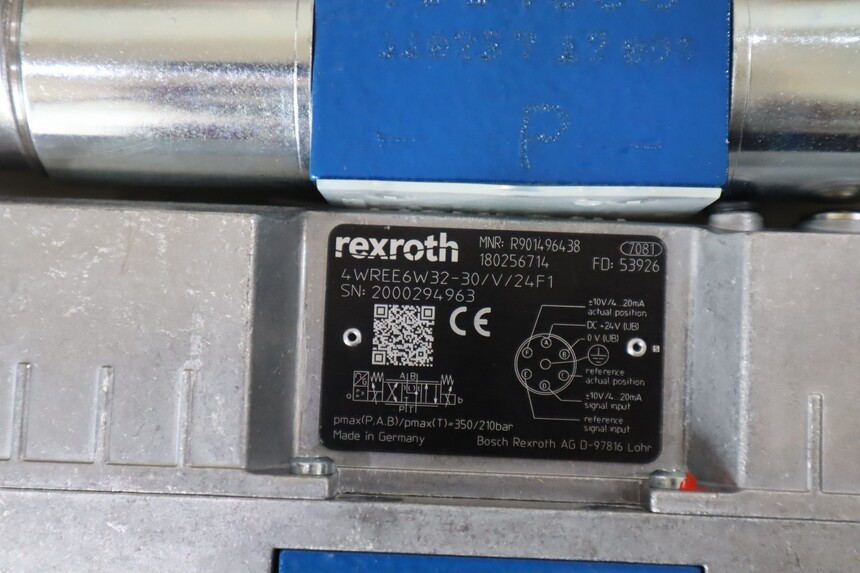 P
rexroth
MNR: R901496438
7081
180256714
FD: 53926
4WREE6W32-30/V/24F1
SN: 2000294963
CE
±10V/4...20mA
actual position
DC +24V (UB)
0 V (UB)
reference
actual position
±10V/4...20mA
signal input
reference
signal input
A
B
C
D
E
F
A B
a
b
P T
pmax(P,A,B)/pmax(T)=350/210bar
Made in Germany
Bosch Rexroth AG D-97816 Lohr